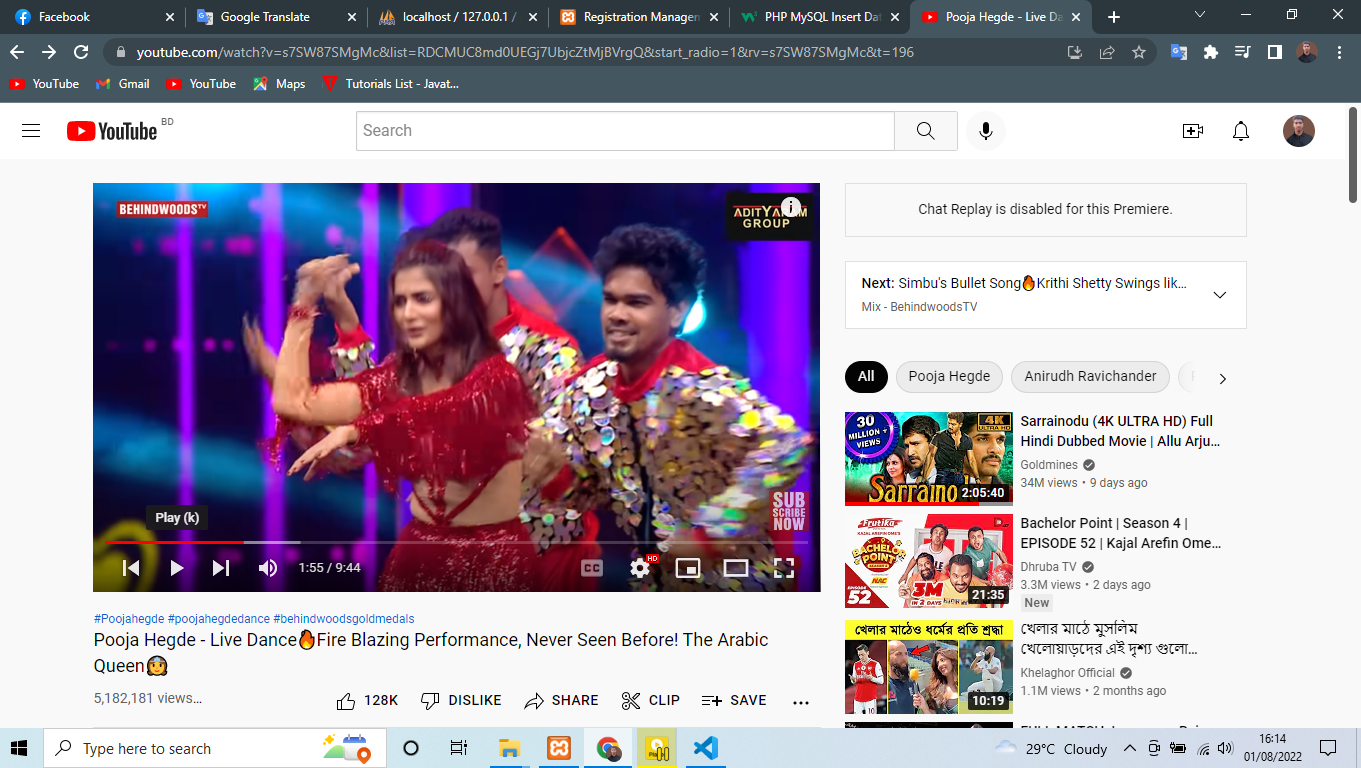 Facebook
Google Translate
localhost / 127.0.0.1 /
Registration Managem
PHP MySQL Insert Dat
Pooja Hegde - Live Da
youtube.com/watch?v=s7SW87SMgMc&list=RDCMUC8md0UEGj7UbjcZtMjBVrgQ&start_radio=1&rv=s7SW87SMgMc&t=196
YouTube
Gmail
YouTube
Maps
Tutorials List - Javat...
YouTube BD
Search
BEHINDWOODS TV
GROUP
SUB
SCRIBE
NOW
Play (k)
1:55 / 9:44
CC
HD
#Poojahegde #poojahegdedance #behindwoodsgoldmedals
Pooja Hegde - Live Dance🔥Fire Blazing Performance, Never Seen Before! The Arabic
Queen👸
5,182,181 views...
128K
DISLIKE
SHARE
CLIP
SAVE
Chat Replay is disabled for this Premiere.
Next: Simbu's Bullet Song🔥Krithi Shetty Swings lik...
Mix - BehindwoodsTV
All
Pooja Hegde
Anirudh Ravichander
30
MILLION +
VIEWS
4K
ULTRA HD
Sarraino
2:05:40
Sarrainodu (4K ULTRA HD) Full
Hindi Dubbed Movie | Allu Arju...
Goldmines
34M views • 9 days ago
Frutika
KAJAL AREFIN OME'S
BACHELOR
POINT
NAC
EPISODE
52
3M
IN 2 DAYS
21:35
Bachelor Point | Season 4 |
EPISODE 52 | Kajal Arefin Ome...
Dhruba TV
3.3M views • 2 days ago
New
খেলার মাঠেও ধর্মের প্রতি শ্রদ্ধা
10:19
খেলার মাঠে মুসলিম
খেলোয়াড়দের এই দৃশ্য গুলো...
Khelaghor Official
1.1M views • 2 months ago
Type here to search
29°C Cloudy
16:14
01/08/2022